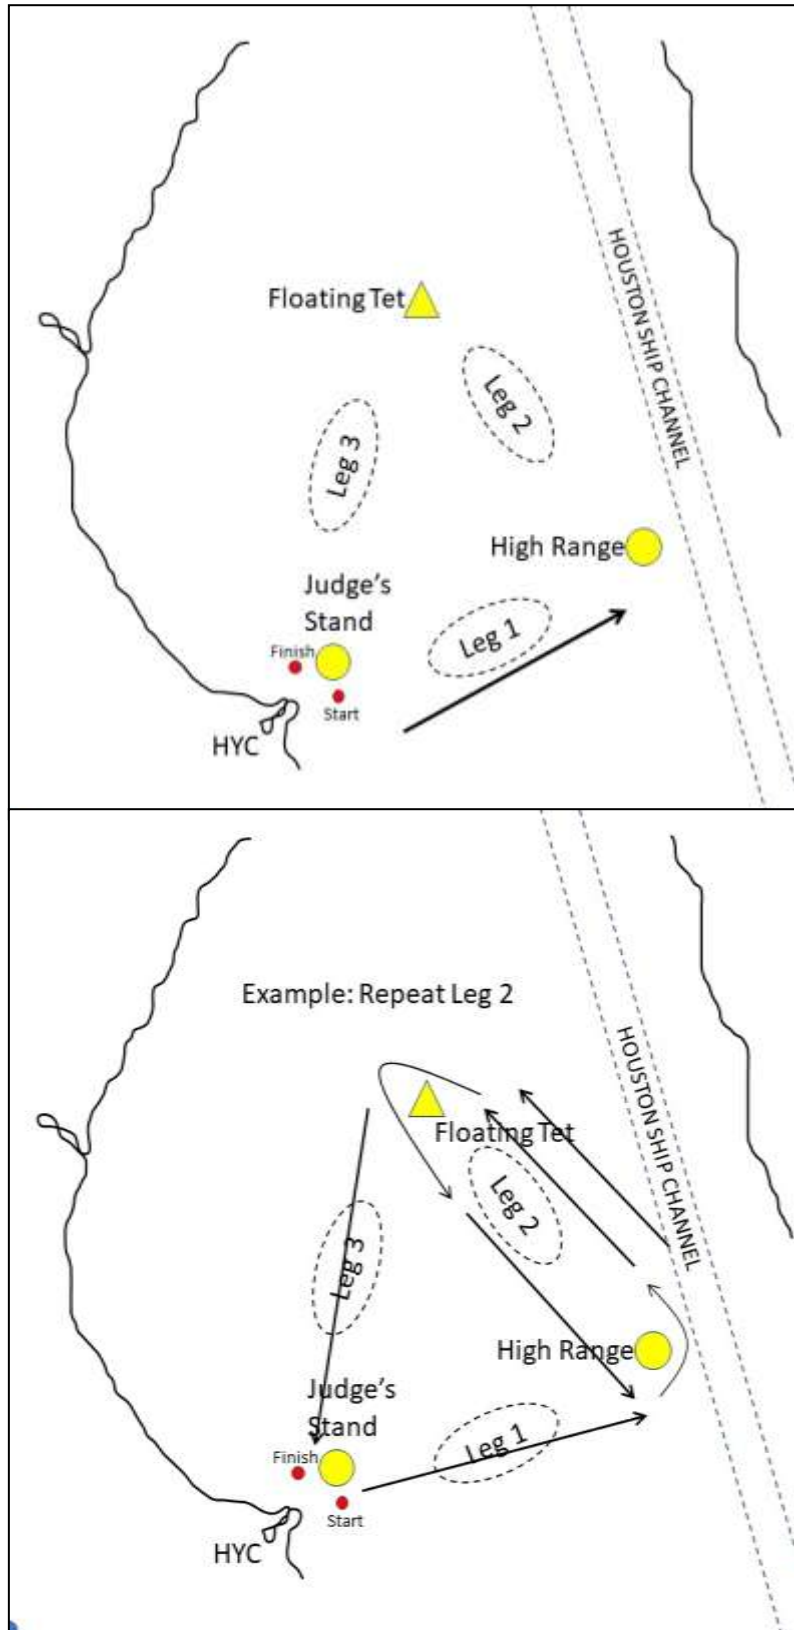 HOUSTON SHIP CHANNEL
Floating Tet
Leg 2
Leg 3
High Range
Judge's
Stand
Leg 1
Finish
Start
HYC
Example: Repeat Leg 2
HOUSTON SHIP CHANNEL
Floating Tet
Leg 2
Leg 3
High Range
Judge's
Stand
Leg 1
Finish
Start
HYC